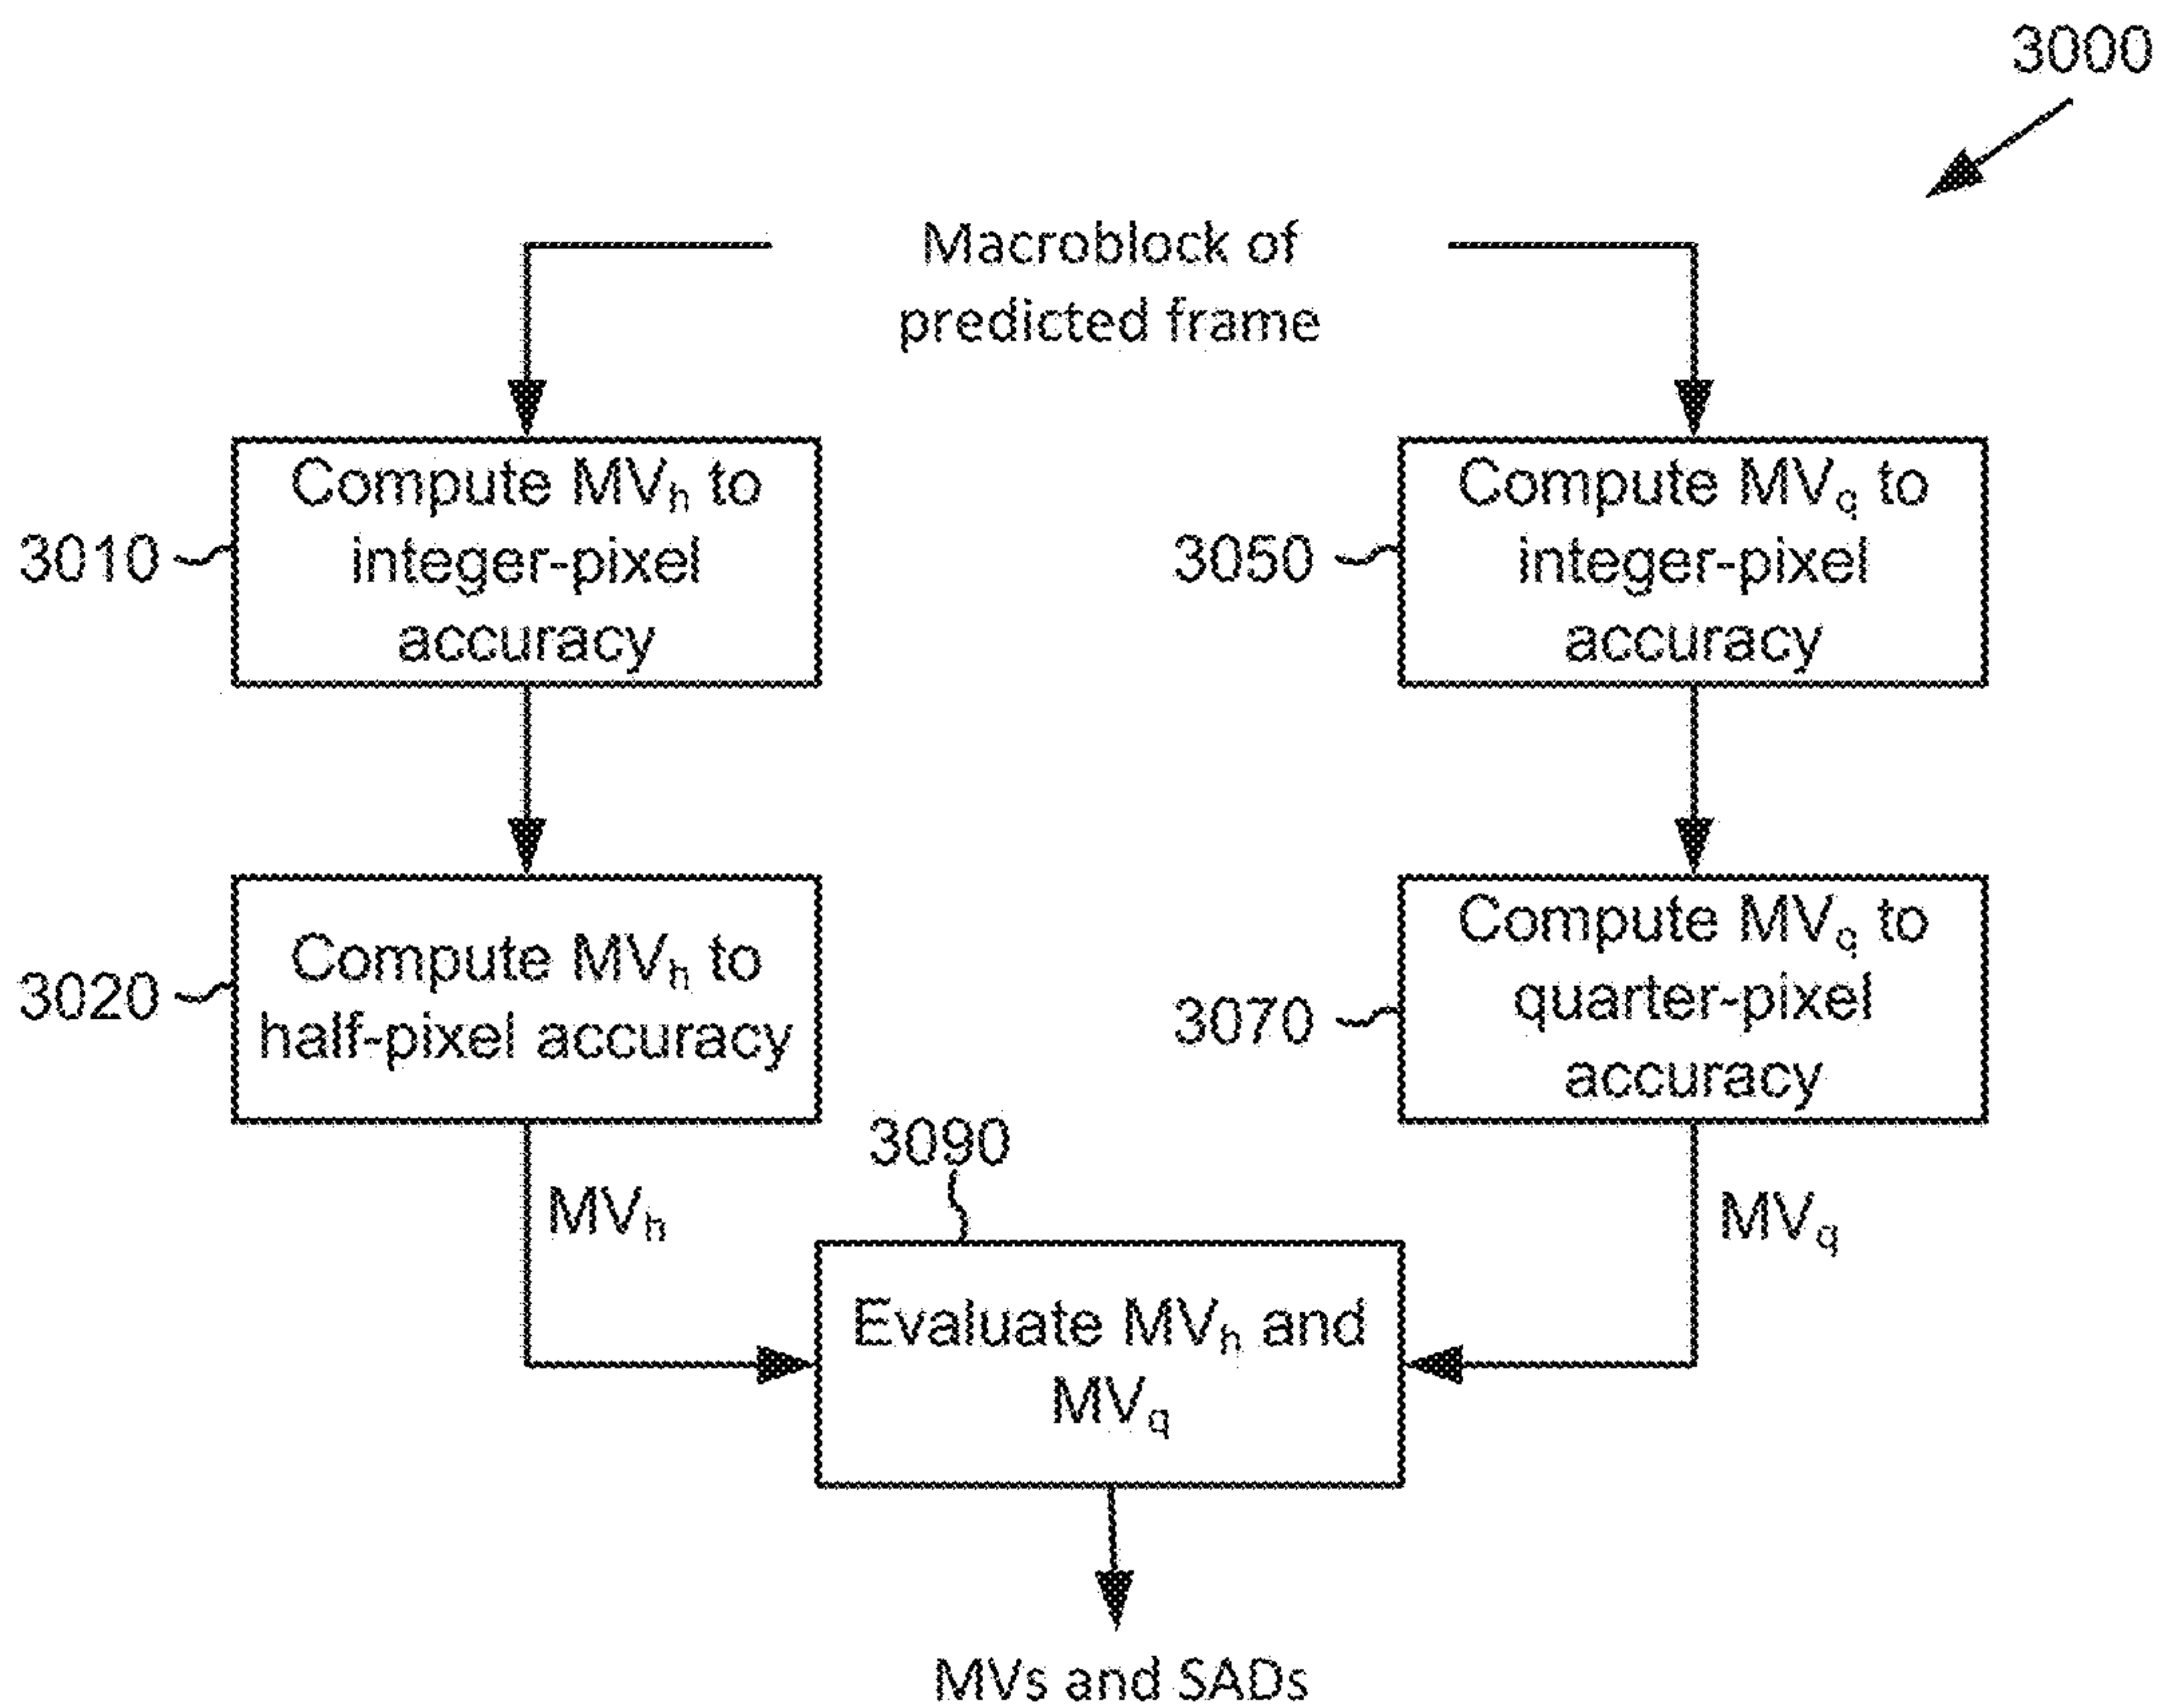 3000
Macroblock of
predicted frame
Compute MVh to
integer-pixel
accuracy
3010
Compute MVq to
integer-pixel
accuracy
3050
Compute MVh to
half-pixel accuracy
3020
Compute MVq to
quarter-pixel
accuracy
3070
3090
MVh
MVq
Evaluate MVh and
MVq
MVs and SADs